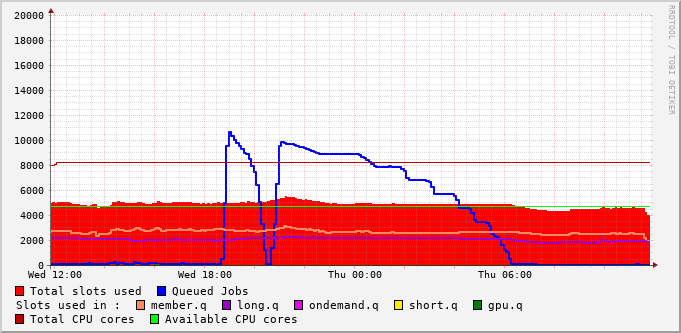 20000
18000
16000
14000
12000
10000
8000
6000
4000
2000
0
Wed 12:00 Wed 18:00 Thu 00:00 Thu 06:00
Total slots used Queued Jobs
Slots used in : member.q long.q ondemand.q short.q gpu.q
Total CPU cores Available CPU cores
RRDTOOL / TOBI OETIKER